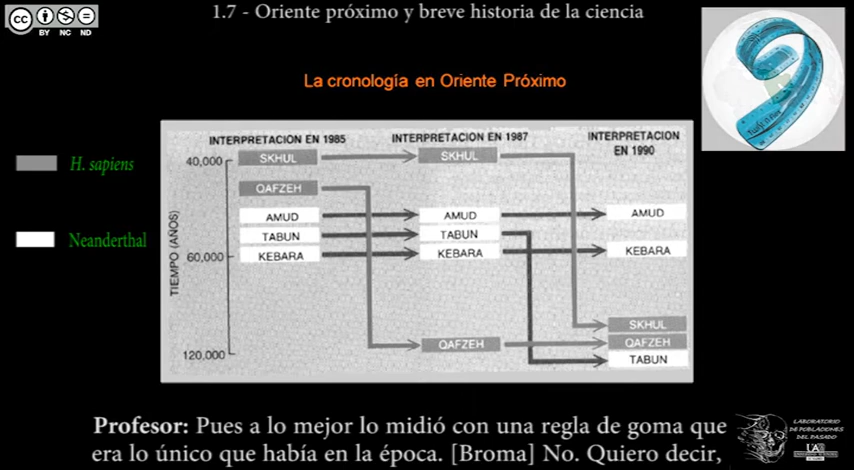 1.7 - Oriente próximo y breve historia de la ciencia
cc
BY NC ND
La cronología en Oriente Próximo
INTERPRETACION EN 1985
INTERPRETACION EN 1987
INTERPRETACION
EN 1990
H. sapiens
Neanderthal
TIEMPO (AÑOS)
40,000
60,000
120,000
SKHUL
QAFZEH
AMUD
TABUN
KEBARA
SKHUL
AMUD
TABUN
KEBARA
QAFZEH
AMUD
KEBARA
SKHUL
QAFZEH
TABUN
Profesor: Pues a lo mejor lo midió con una regla de goma que
era lo único que había en la época. [Broma] No. Quiero decir,
LABORATORIO
DE POBLACIONES
DEL PASADO